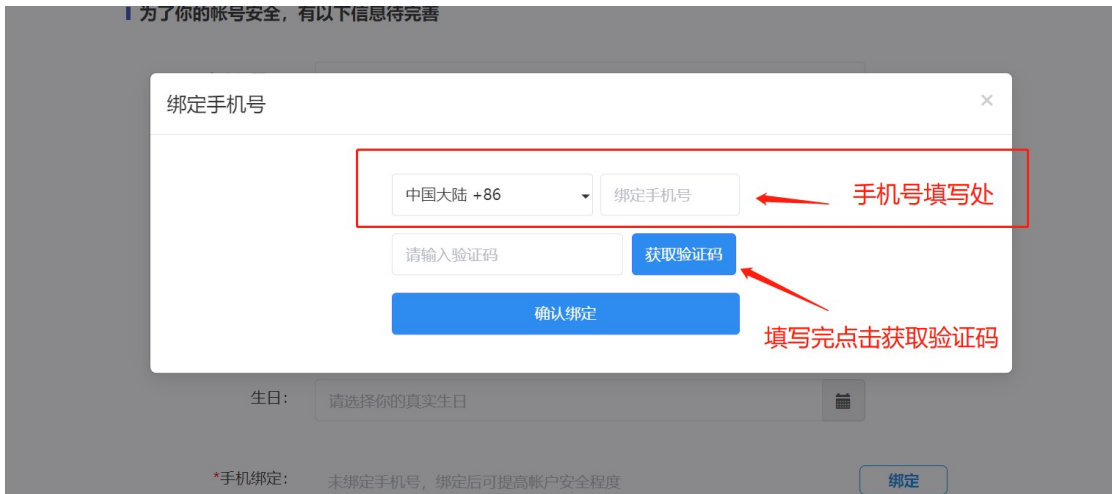 为了你的帐号安全，有以下信息待完善
绑定手机号
×
中国大陆 +86
绑定手机号
手机号填写处
请输入验证码
获取验证码
确认绑定
填写完点击获取验证码
生日：
请选择你的真实生日
*手机绑定：
未绑定手机号，绑定后可提高帐户安全程度
绑定